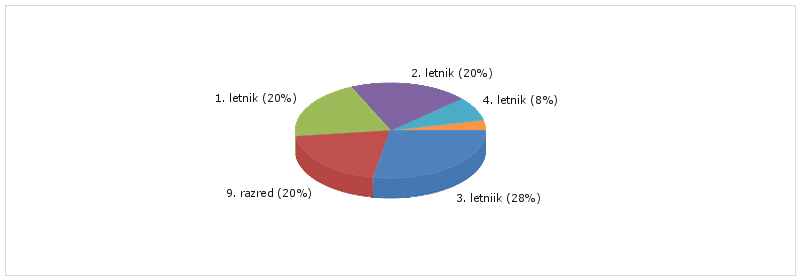 2. letnik (20%)
1. letnik (20%)
4. letnik (8%)
9. razred (20%)
3. letniik (28%)